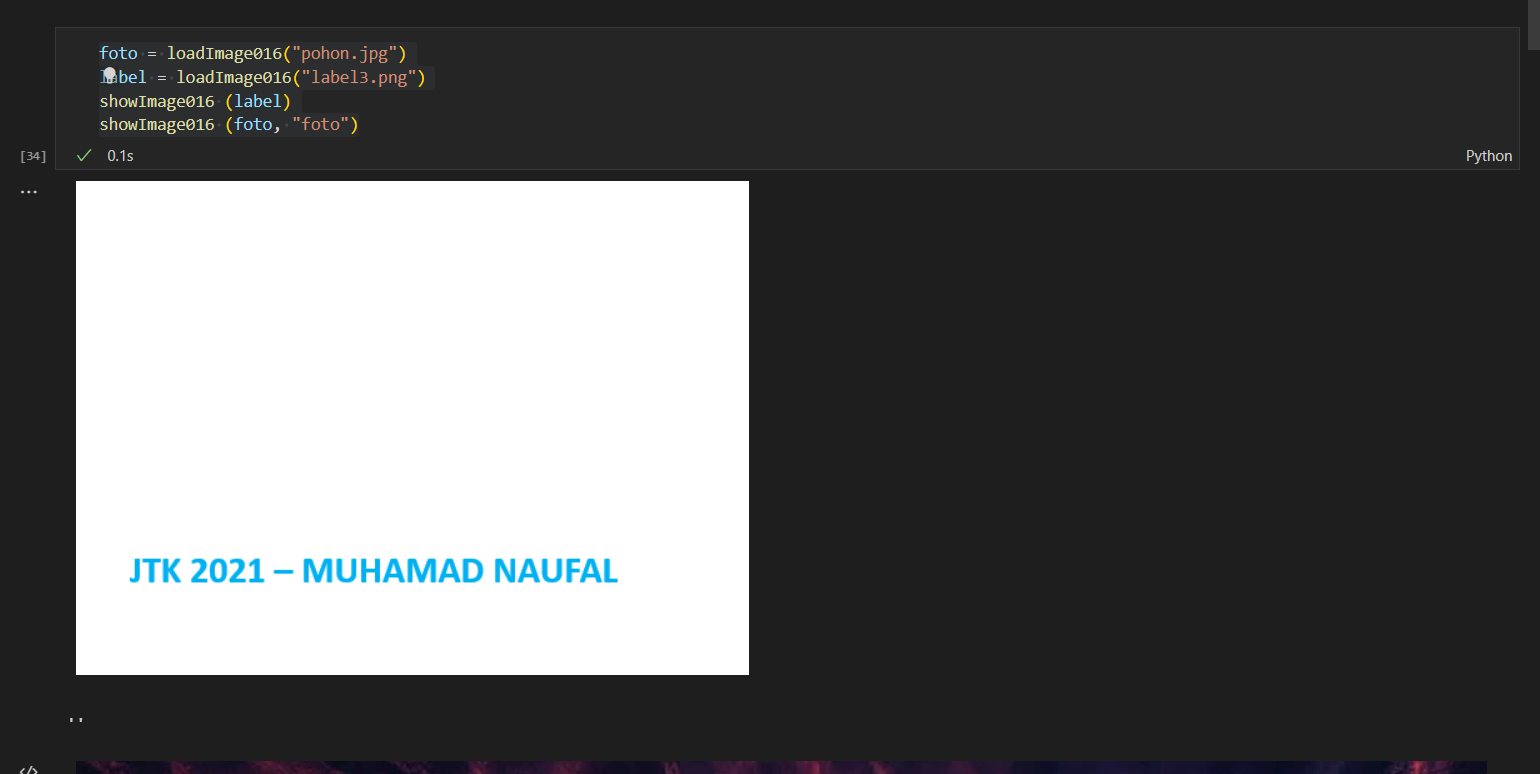 foto = loadImage016("pohon.jpg")
label = loadImage016("label3.png")
showImage016 (label)
showImage016 (foto, "foto")
[34]
0.1s
Python
...
JTK 2021 – MUHAMAD NAUFAL
''